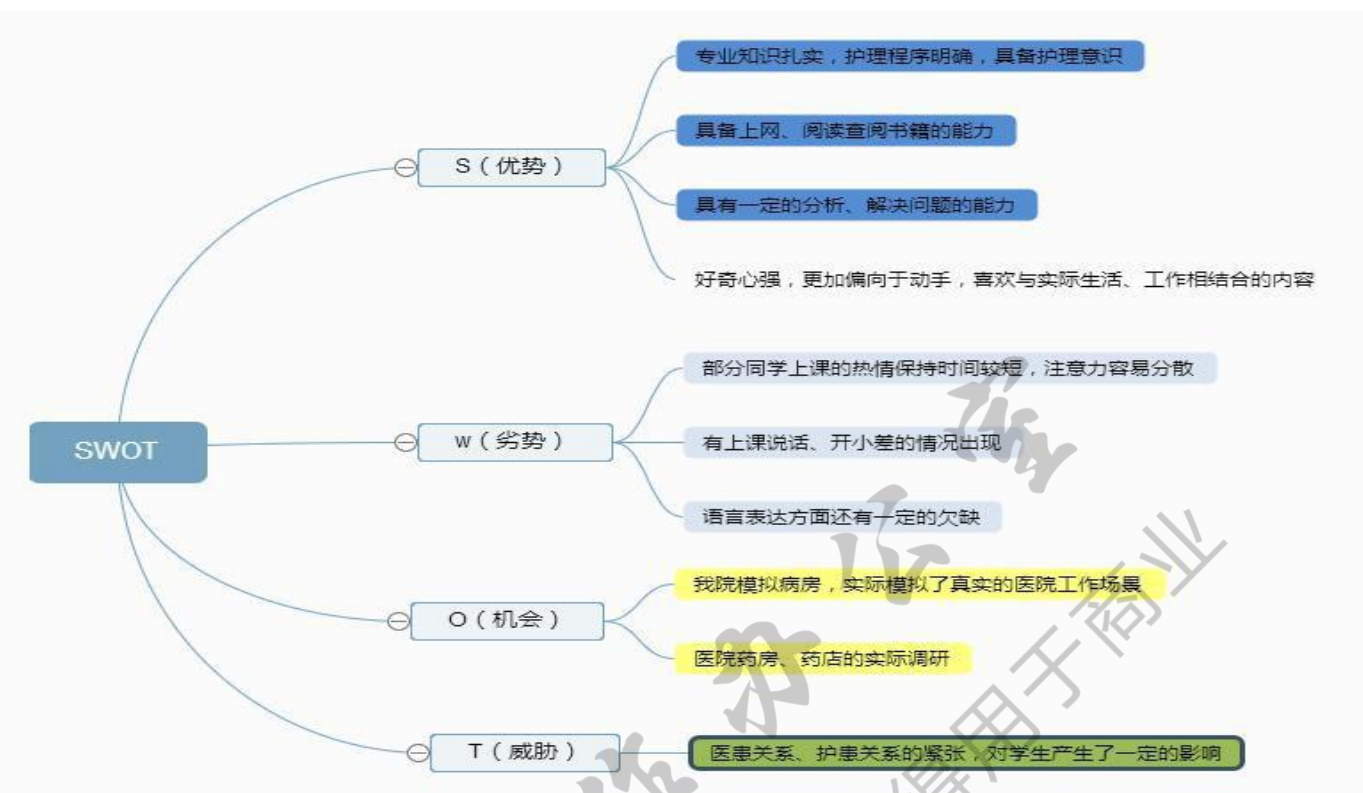 专业知识扎实，护理程序明确，具备护理意识
具备上网、阅读查阅书籍的能力
S（优势）
具有一定的分析、解决问题的能力
好奇心强，更加偏向于动手，喜欢与实际生活、工作相结合的内容
部分同学上课的热情保持时间较短，注意力容易分散
SWOT
w（劣势）
有上课说话、开小差的情况出现
语言表达方面还有一定的欠缺
我院模拟病房，实际模拟了真实的医院工作场景
O（机会）
医院药房、药店的实际调研
T（威胁）
医患关系、护患关系的紧张，对学生产生了一定的影响
办公室
得用于商业